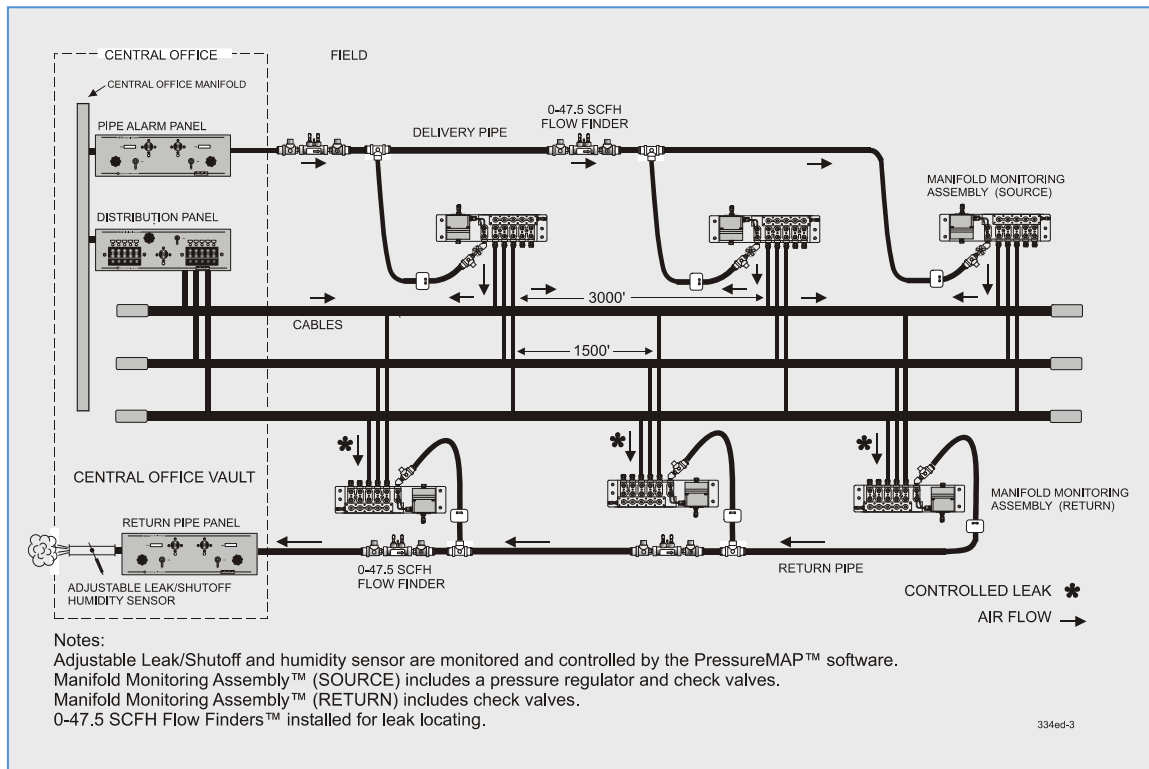 CENTRAL OFFICE
FIELD
CENTRAL OFFICE MANIFOLD
PIPE ALARM PANEL
DELIVERY PIPE
0-47.5 SCFH
FLOW FINDER
MANIFOLD MONITORING
ASSEMBLY (SOURCE)
DISTRIBUTION PANEL
3000'
CABLES
1500'
CENTRAL OFFICE VAULT
RETURN PIPE PANEL
MANIFOLD MONITORING
ASSEMBLY (RETURN)
ADJUSTABLE LEAK/SHUTOFF
HUMIDITY SENSOR
0-47.5 SCFH
FLOW FINDER
RETURN PIPE
CONTROLLED LEAK *
AIR FLOW →
Notes:
Adjustable Leak/Shutoff and humidity sensor are monitored and controlled by the PressureMAP™ software.
Manifold Monitoring Assembly™ (SOURCE) includes a pressure regulator and check valves.
Manifold Monitoring Assembly™ (RETURN) includes check valves.
0-47.5 SCFH Flow Finders™ installed for leak locating.
334ed-3